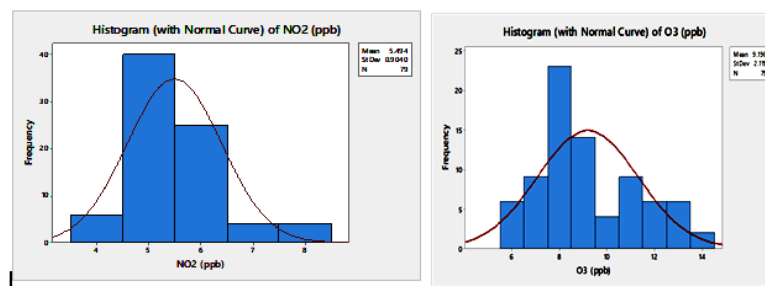 Histogram (with Normal Curve) of NO2 (ppb)
Mean 5.494
StDev 0.9040
N 79
40
30
20
10
0
Frequency
4 5 6 7 8
NO2 (ppb)
Histogram (with Normal Curve) of O3 (ppb)
Mean
StDev
N
25
20
15
10
5
0
Frequency
6 8 10 12 14
O3 (ppb)